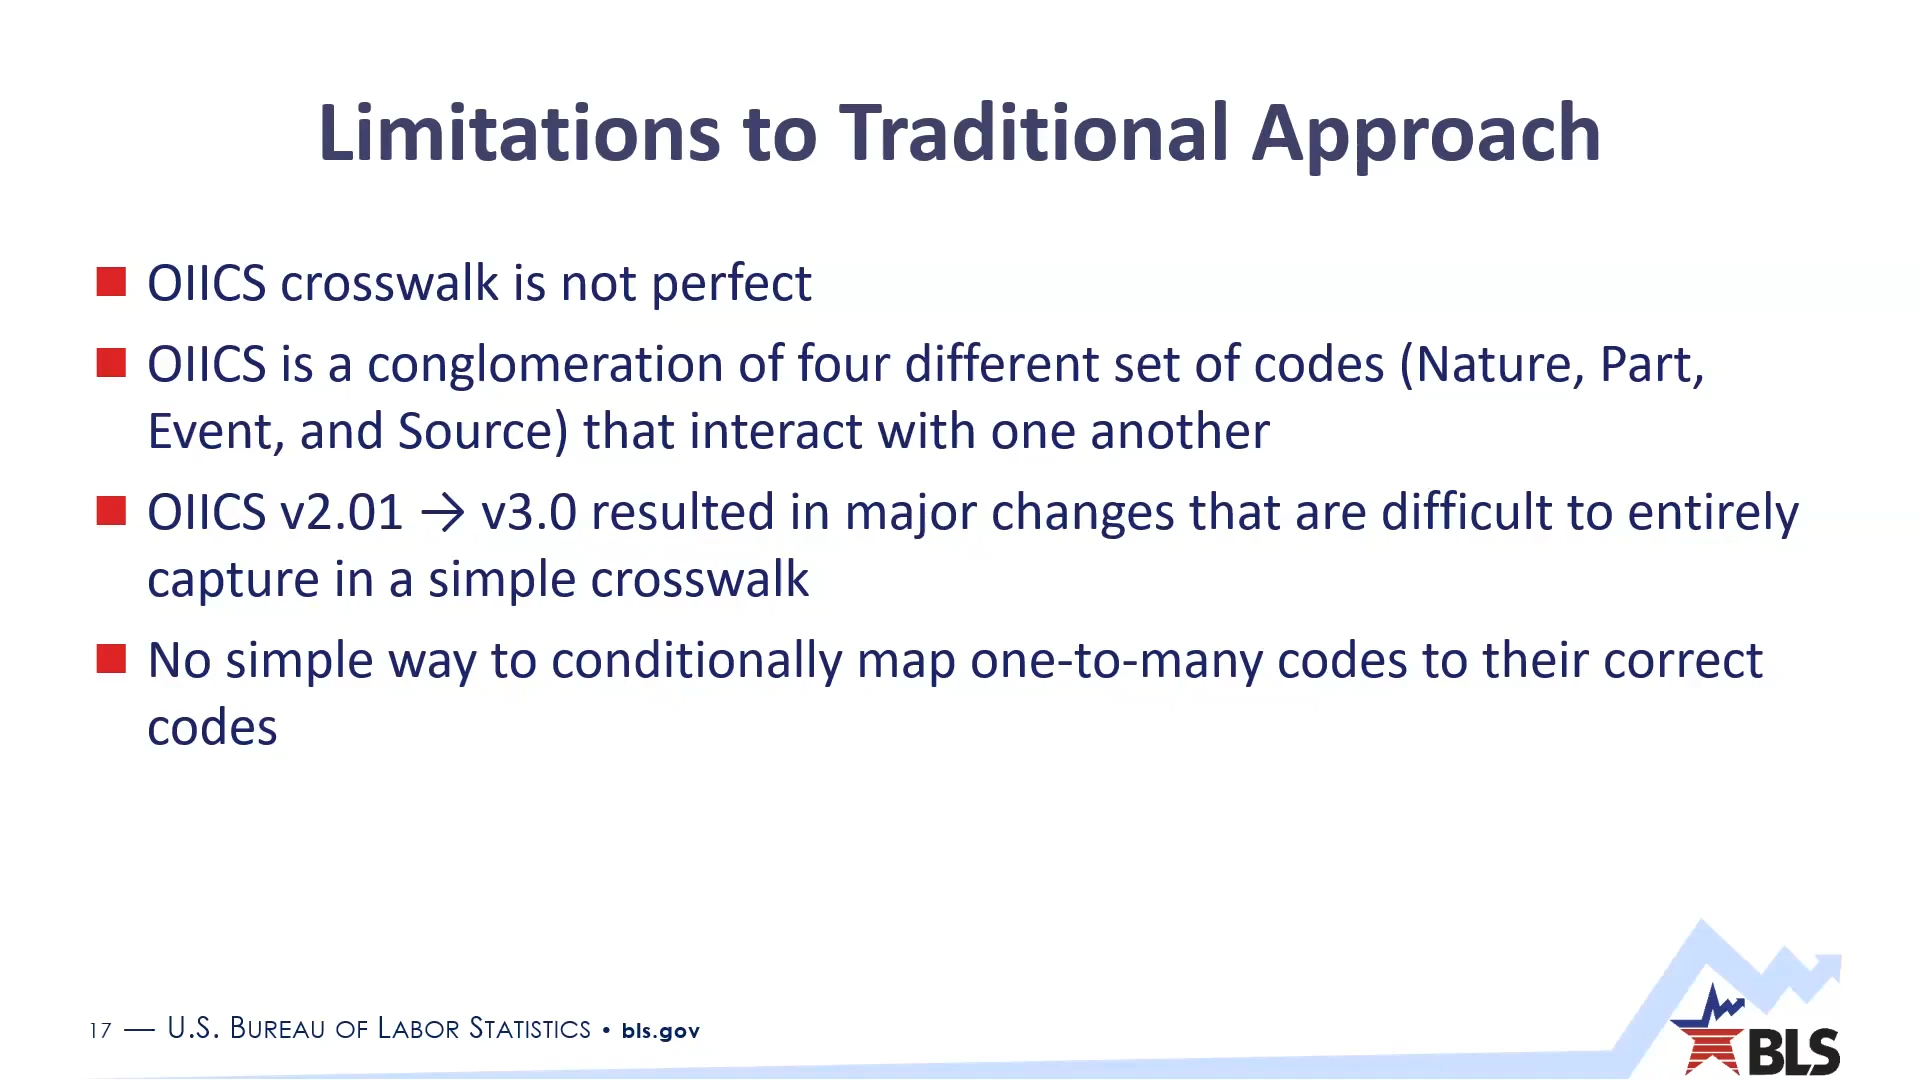 Limitations to Traditional Approach
OIICS crosswalk is not perfect
OIICS is a conglomeration of four different set of codes (Nature, Part,
Event, and Source) that interact with one another
OIICS v2.01 → v3.0 resulted in major changes that are difficult to entirely
capture in a simple crosswalk
No simple way to conditionally map one-to-many codes to their correct
codes
17 — U.S. BUREAU OF LABOR STATISTICS • bls.gov
BLS